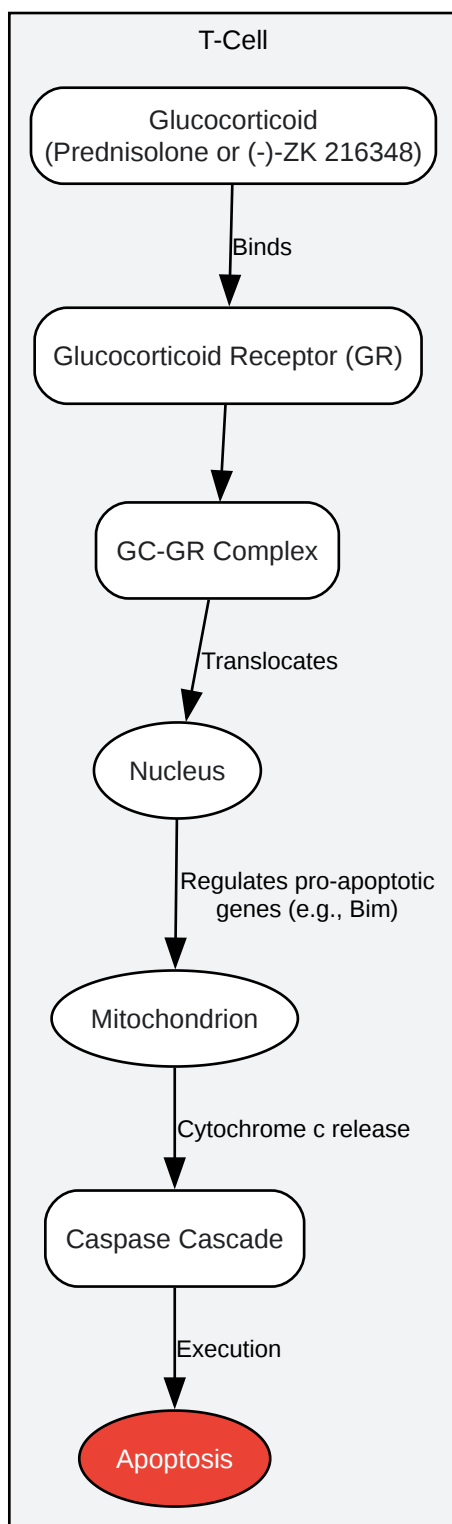 T-Cell
Glucocorticoid
(Prednisolone or (-)-ZK 216348)
Binds
Glucocorticoid Receptor (GR)
GC-GR Complex
Translocates
Nucleus
Regulates pro-apoptotic
genes (e.g., Bim)
Mitochondrion
Cytochrome c release
Caspase Cascade
Execution
Apoptosis